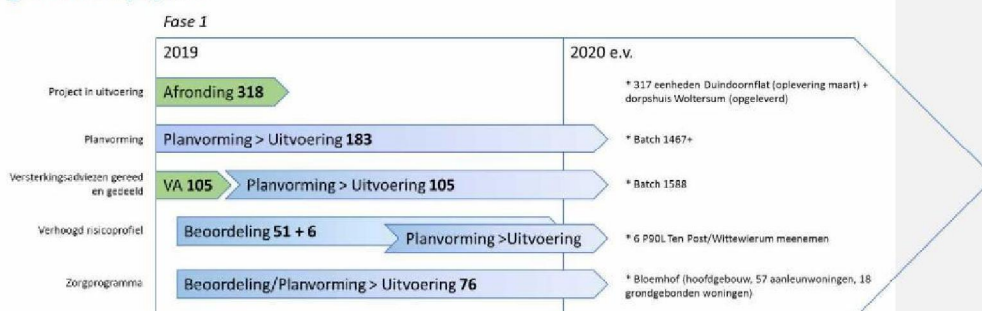 Fase 1
2019
2020 e.v.
Project in uitvoering
Afronding 318
* 317 eenheden Duindoornflat (oplevering maart) +
dorpshuis Woltersum (opgeleverd)
Planvorming
Planvorming > Uitvoering 183
* Batch 1467+
Versterkingsadviezen gereed
en gedeeld
VA 105
Planvorming > Uitvoering 105
* Batch 1588
Verhoogd risicoprofiel
Beoordeling 51 + 6
Planvorming >Uitvoering
* 6 P90L Ten Post/Wittewierum meenemen
Zorgprogramma
Beoordeling/Planvorming > Uitvoering 76
* Bloemhof (hoofdgebouw, 57 aanleunwoningen, 18
grondgebonden woningen)